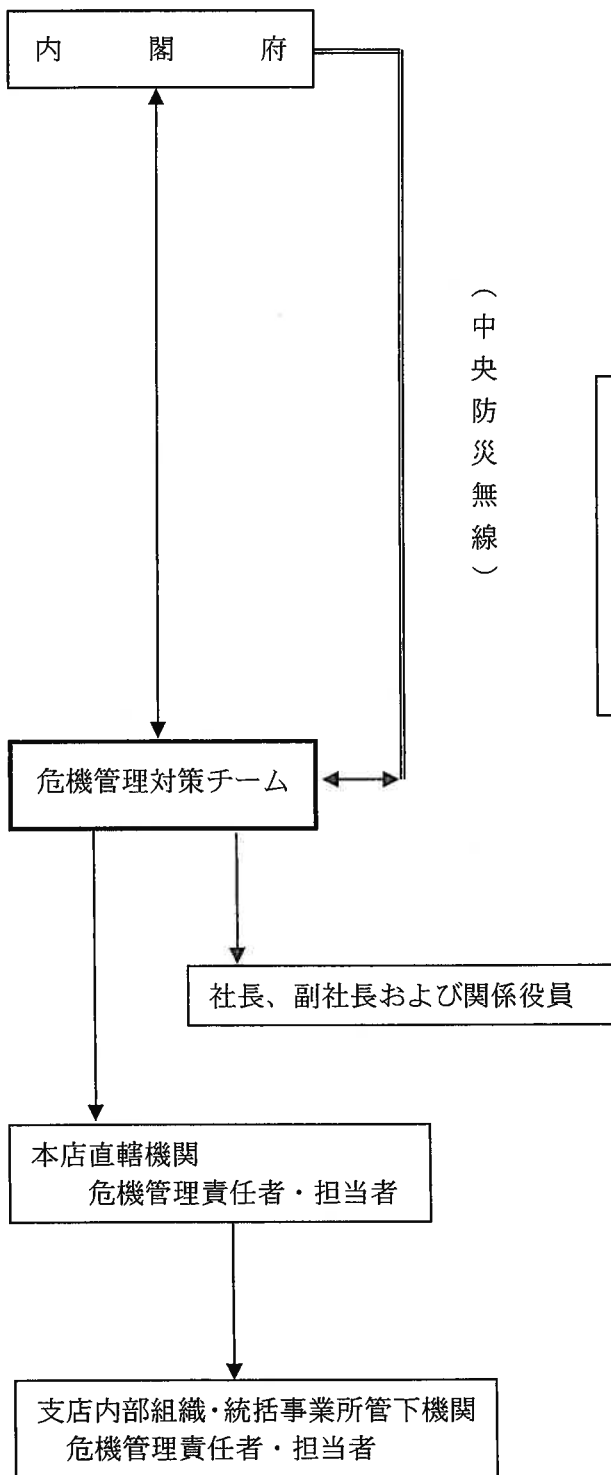 内閣府
（中央防災無線）
危機管理対策チーム
社長、副社長および関係役員
本店直轄機関
危機管理責任者・担当者
支店内部組織・統括事業所管下機関
危機管理責任者・担当者